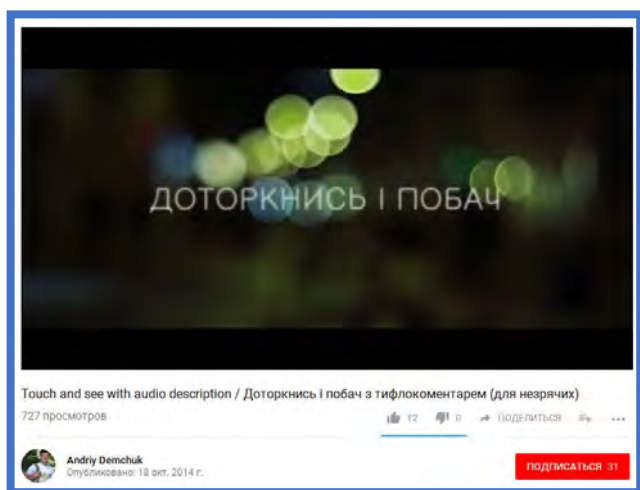 ДОТОРКНИСЬ І ПОБАЧ
Touch and see with audio description / Доторкнись і побач з тифлокоментарем (для незрячих)
727 просмотров
12 0 ПОДЕЛИТЬСЯ
Andriy Demchuk
Опубликовано: 18 окт. 2014 г.
ПОДПИСАТЬСЯ 31